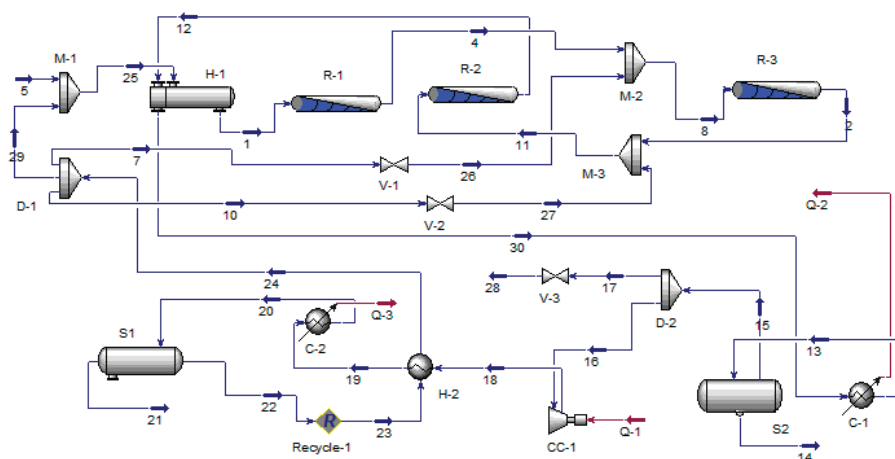 12
4
M-1
25
H-1
R-1
R-2
R-3
5
M-2
1
8
2
11
29
7
M-3
V-1
26
D-1
10
V-2
27
Q-2
30
24
28
V-3
17
20
Q-3
D-2
15
13
S1
C-2
16
19
18
H-2
22
21
R
23
Recycle-1
CC-1
Q-1
S2
C-1
14